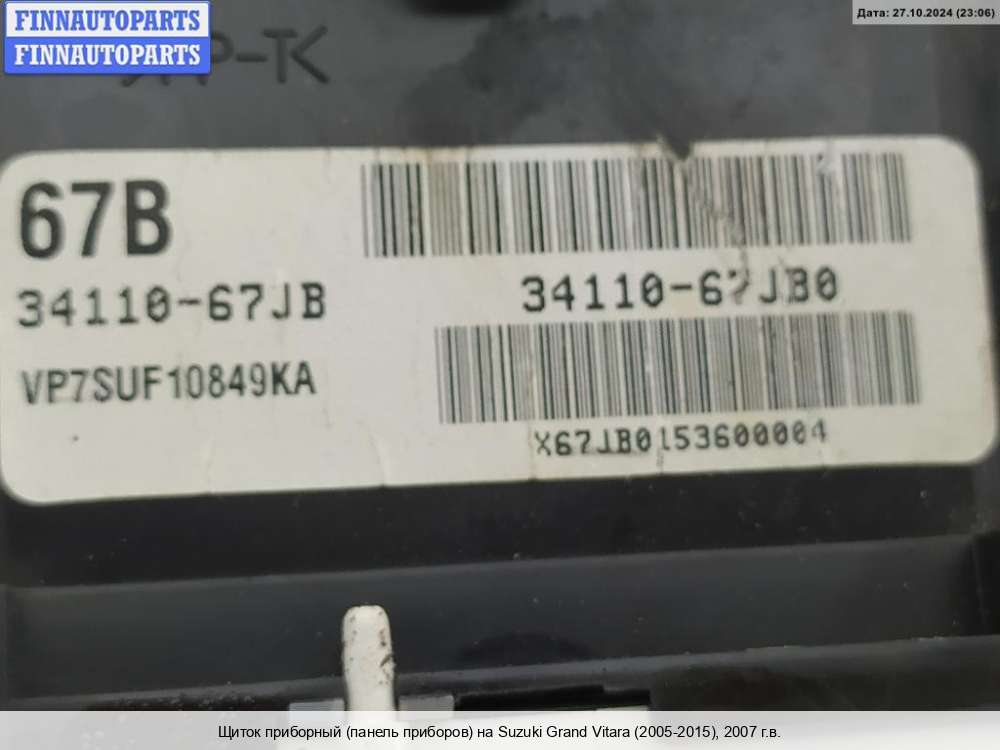 FINNAUTOPARTS
FINNAUTOPARTS
Дата: 27.10.2024 (23:06)
67B
34110-67JB
34110-67JB0
VP7SUF10849KA
X67JB0153600004
Щиток приборный (панель приборов) на Suzuki Grand Vitara (2005-2015), 2007 г.в.